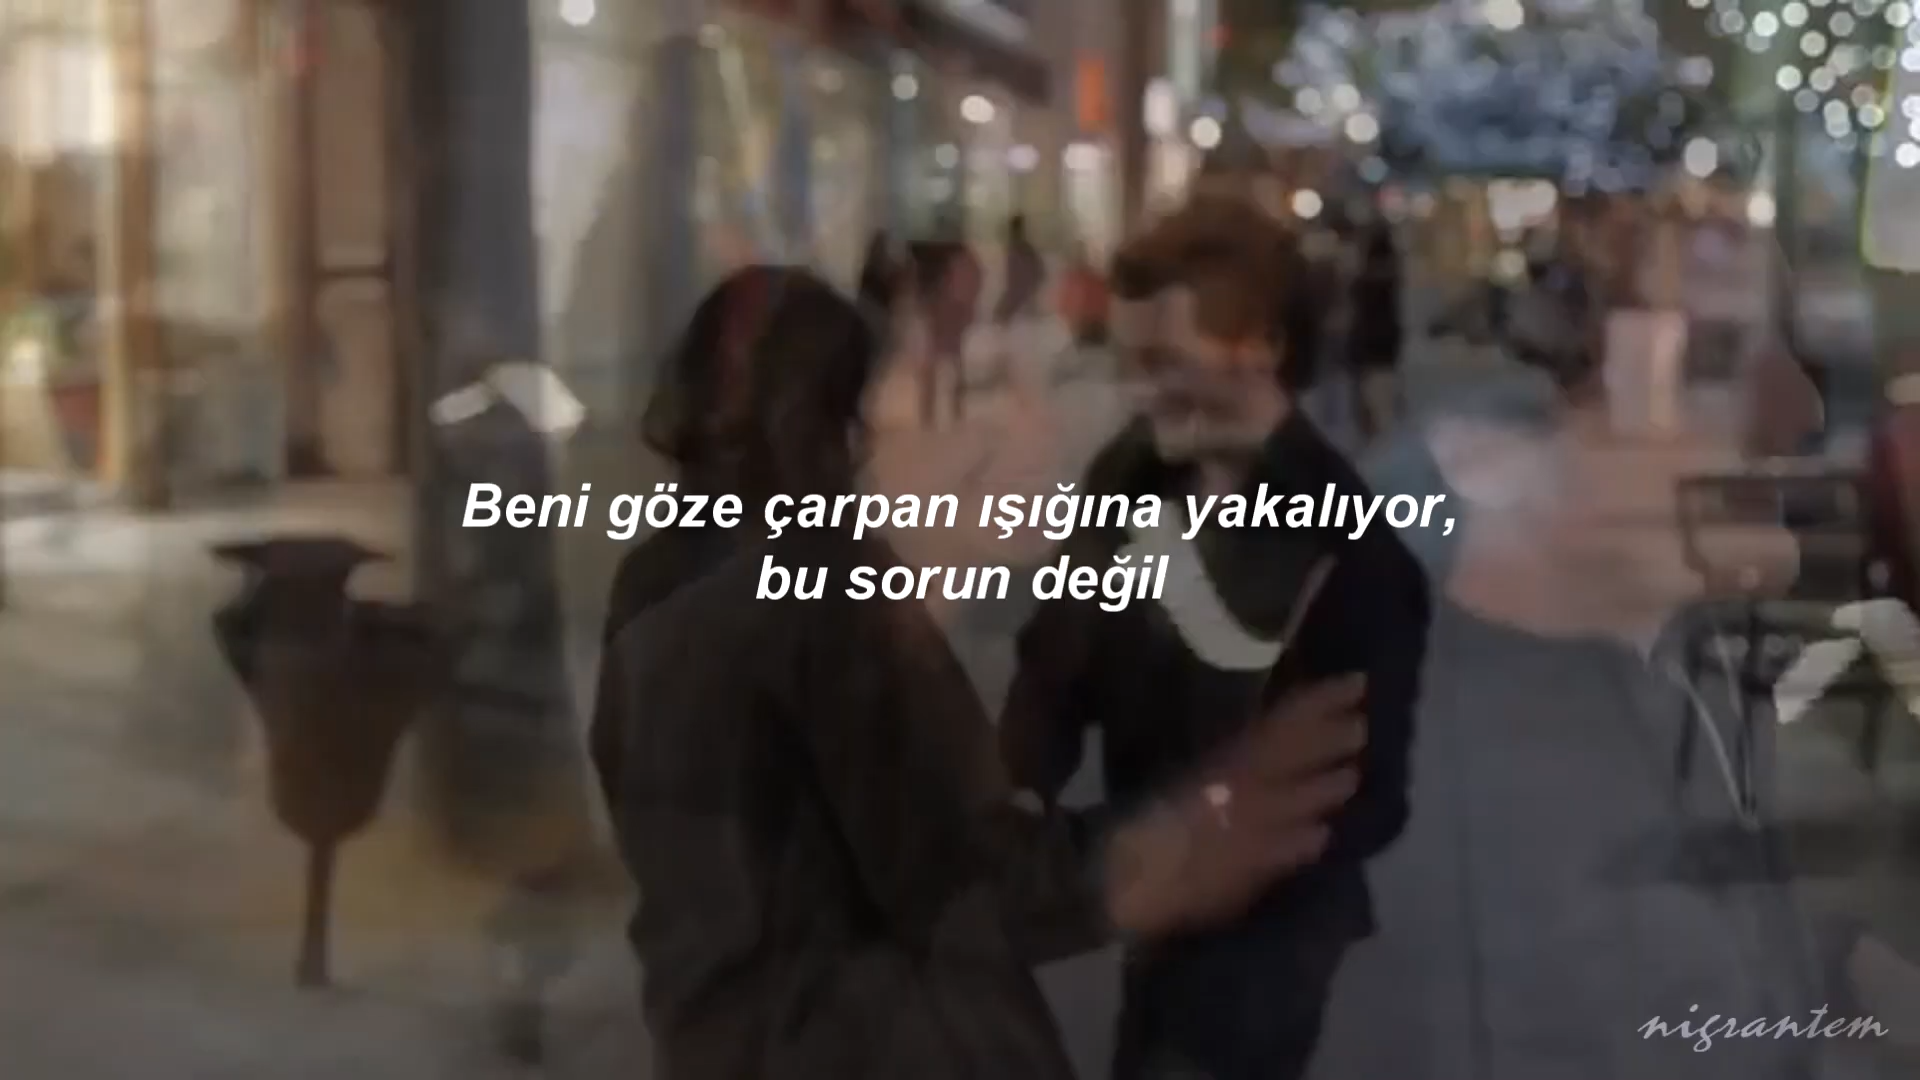 Beni göze çarpan ışığına yakalıyor,
bu sorun değil
nigrantem